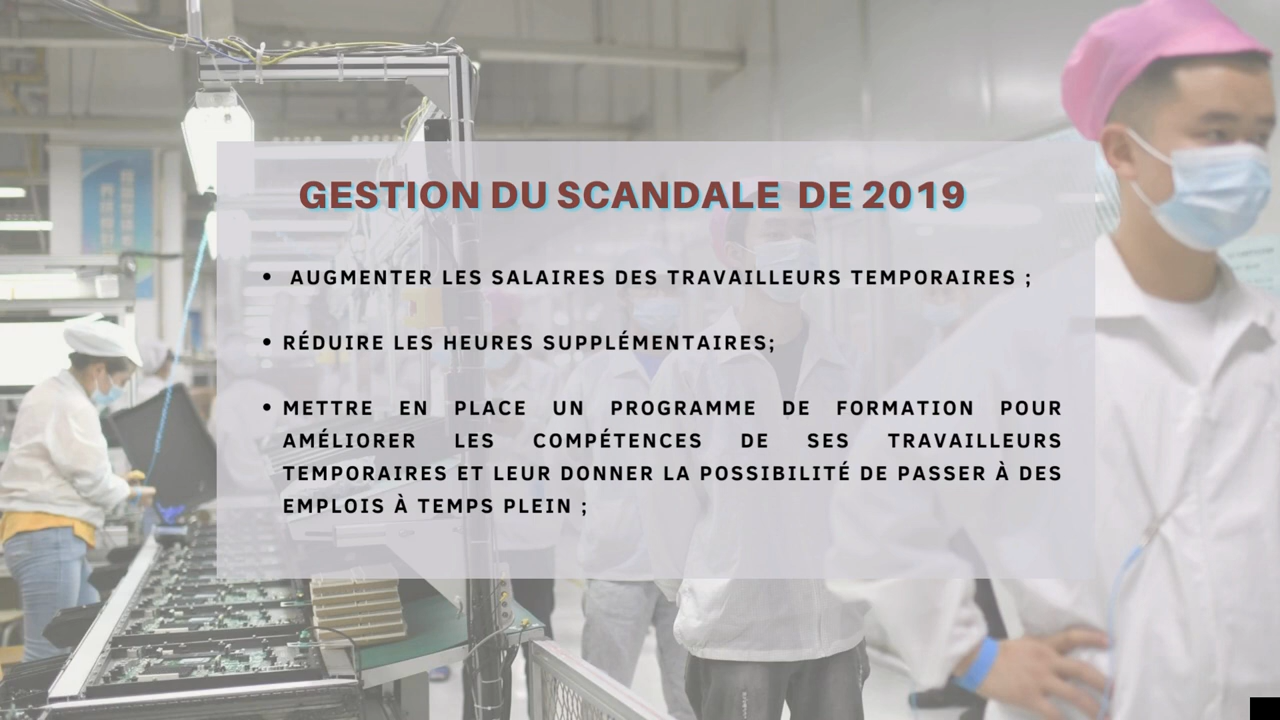 GESTION DU SCANDALE DE 2019
• AUGMENTER LES SALAIRES DES TRAVAILLEURS TEMPORAIRES ;
• RÉDUIRE LES HEURES SUPPLÉMENTAIRES;
• METTRE EN PLACE UN PROGRAMME DE FORMATION POUR
AMÉLIORER LES COMPÉTENCES DE SES TRAVAILLEURS
TEMPORAIRES ET LEUR DONNER LA POSSIBILITÉ DE PASSER À DES
EMPLOIS À TEMPS PLEIN ;